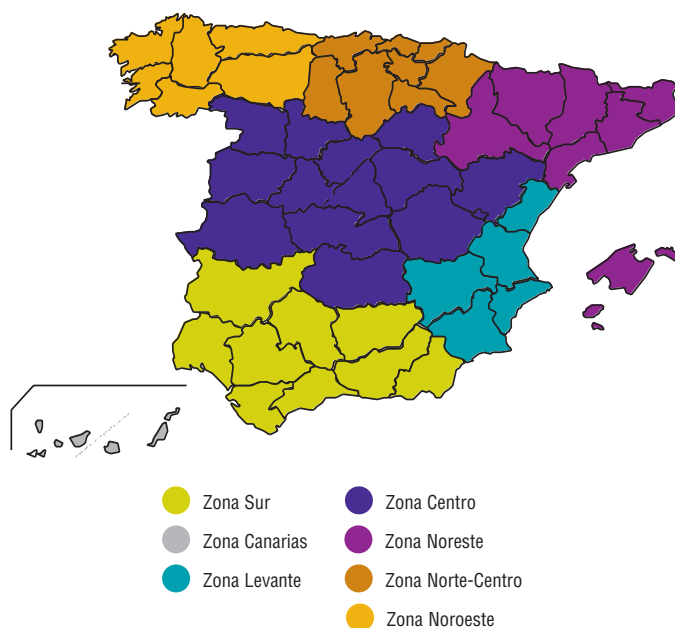 Zona Sur
Zona Canarias
Zona Levante
Zona Centro
Zona Noreste
Zona Norte-Centro
Zona Noroeste